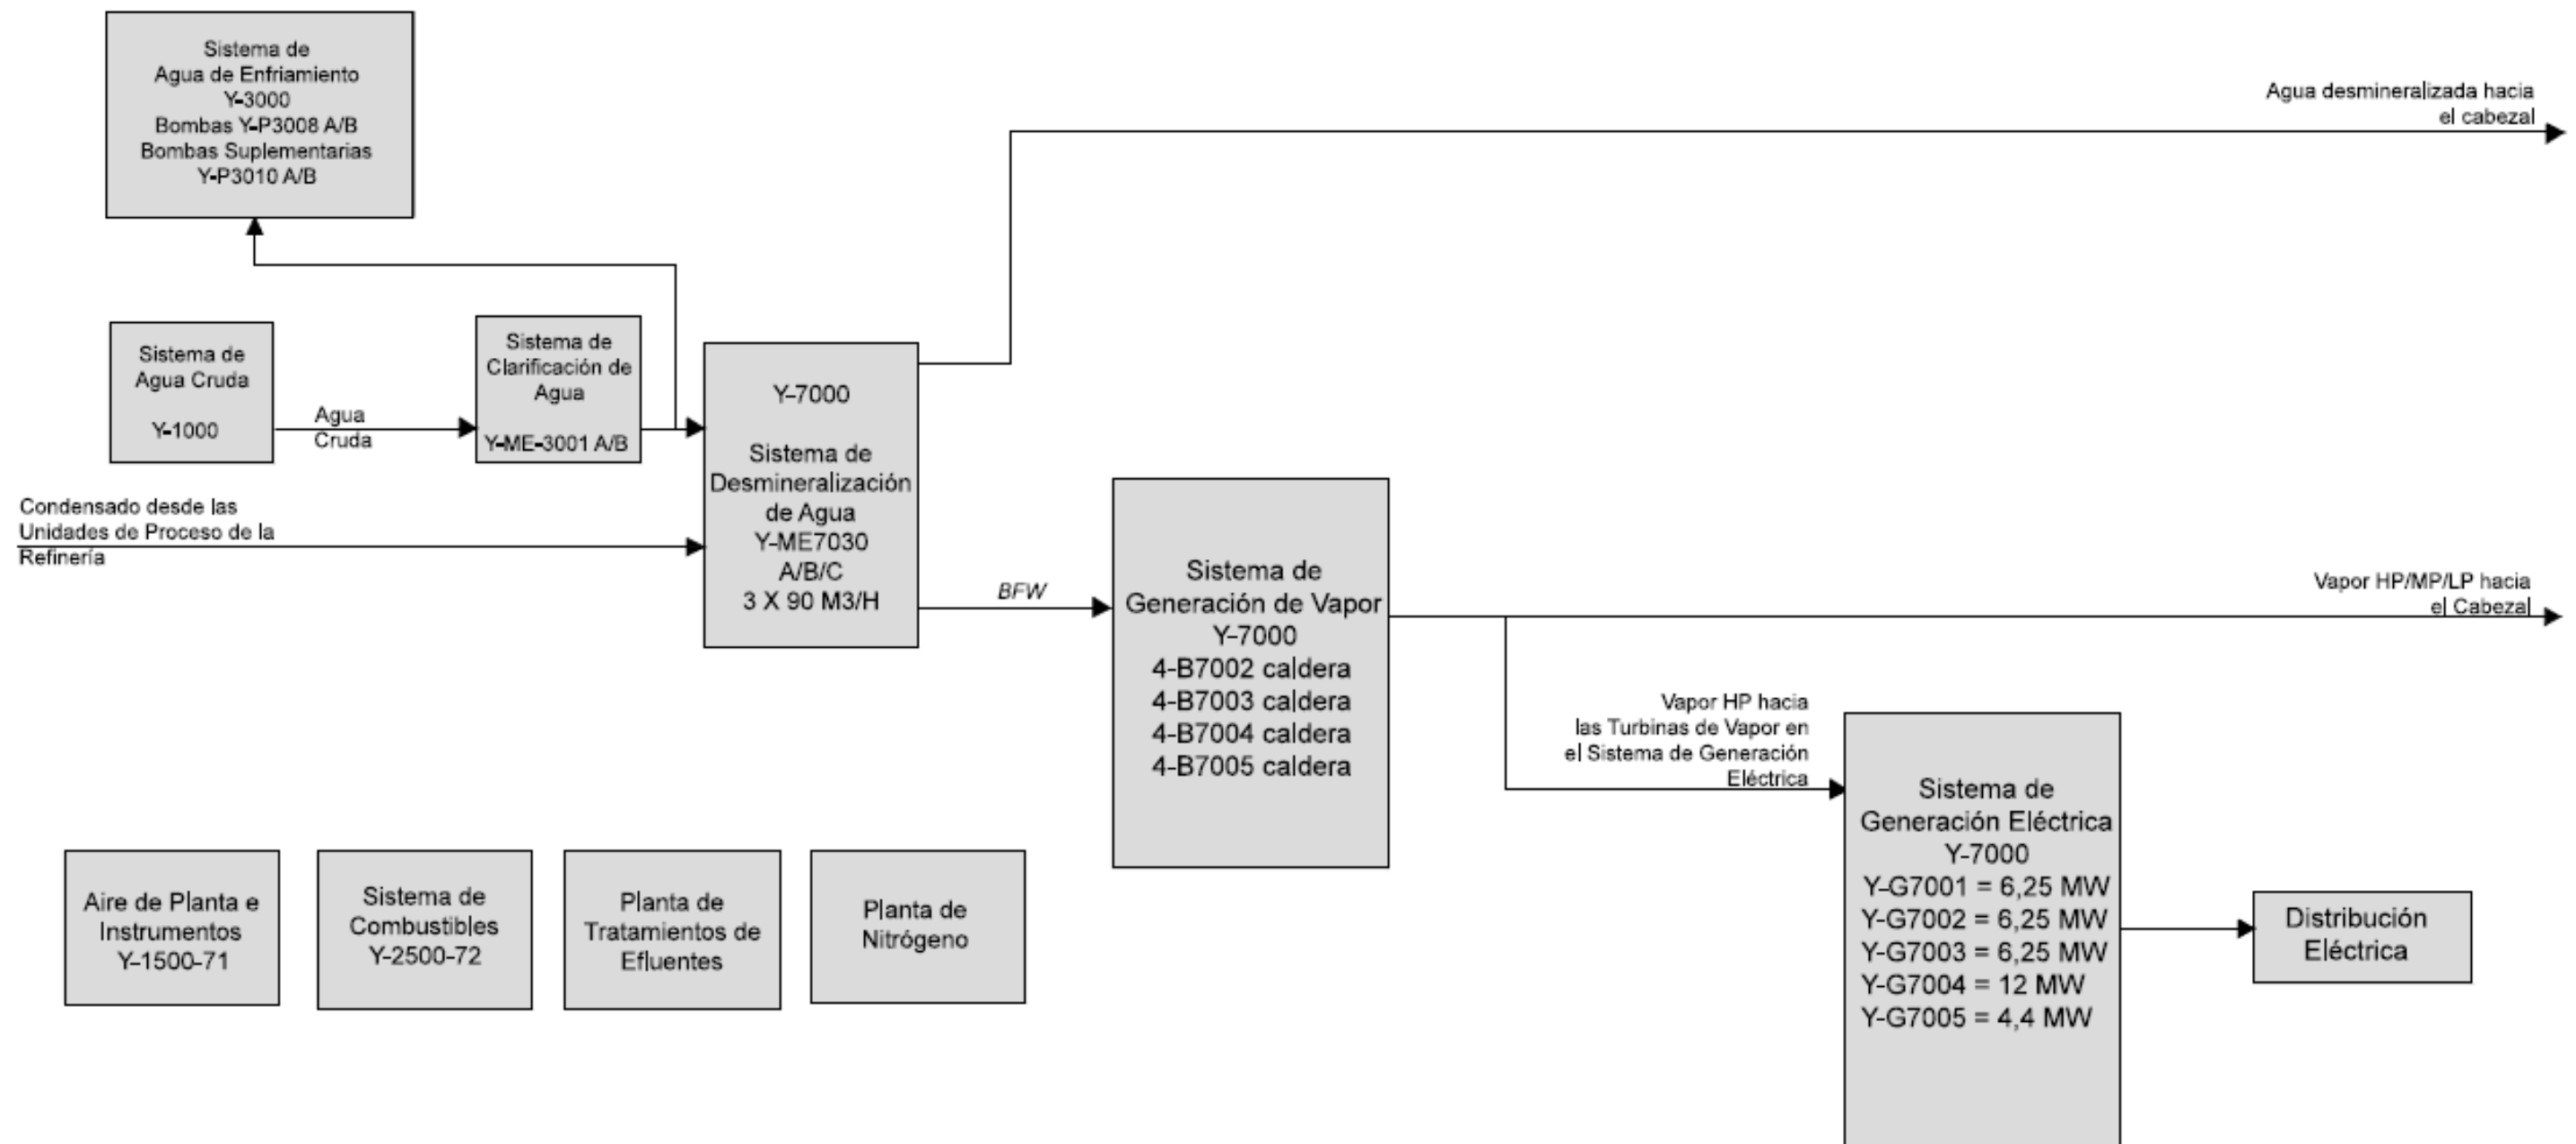 Sistema de
Agua de Enfriamiento
Y-3000
Bombas Y-P3008 A/B
Bombas Suplementarias
Y-P3010 A/B
Agua desmineralizada hacia
el cabezal
Sistema de
Agua Cruda
Y-1000
Agua
Cruda
Sistema de
Clarificación de
Agua
Y-ME-3001 A/B
Condensado desde las
Unidades de Proceso de la
Refinería
Y-7000
Sistema de
Desmineralización
de Agua
Y-ME7030
A/B/C
3 X 90 M3/H
BFW
Sistema de
Generación de Vapor
Y-7000
4-B7002 caldera
4-B7003 caldera
4-B7004 caldera
4-B7005 caldera
Vapor HP/MP/LP hacia
el Cabezal
Vapor HP hacia
las Turbinas de Vapor en
el Sistema de Generación
Eléctrica
Sistema de
Generación Eléctrica
Y-7000
Y-G7001 = 6,25 MW
Y-G7002 = 6,25 MW
Y-G7003 = 6,25 MW
Y-G7004 = 12 MW
Y-G7005 = 4,4 MW
Distribución
Eléctrica
Aire de Planta e
Instrumentos
Y-1500-71
Sistema de
Combustibles
Y-2500-72
Planta de
Tratamientos de
Efluentes
Planta de
Nitrógeno